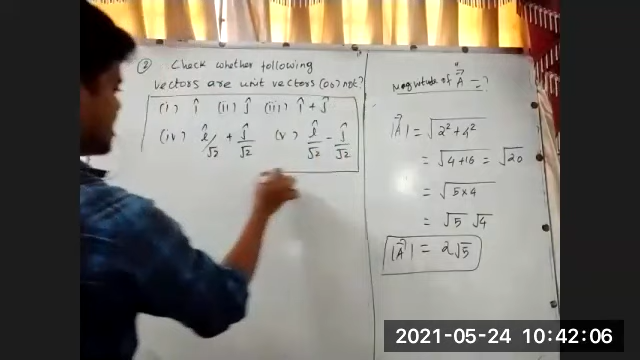 ② Check whether following
vectors are unit vectors (or) not?
(i) î (ii) ĵ (iii) î + ĵ
(iv) î/√2 + ĵ/√2 (v) î/√2 - ĵ/√2
Magnitude of "A⃗" = ?
|A⃗| = √2² + 4²
= √4+16 = √20
= √5×4
= √5 √4
|A⃗| = 2√5
2021-05-24 10:42:06